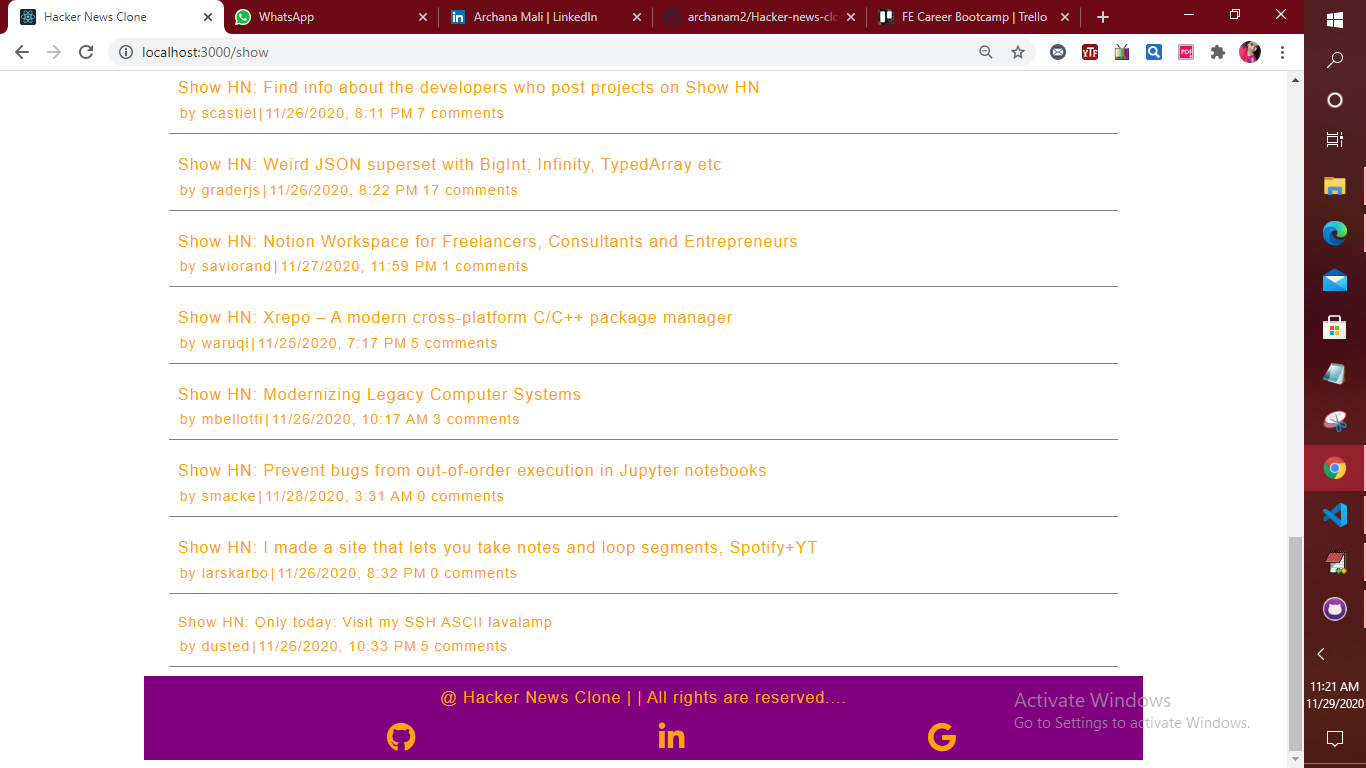 Hacker News Clone
WhatsApp
Archana Mali | LinkedIn
archanam2/Hacker-news-clo
FE Career Bootcamp | Trello
localhost:3000/show
YTF
PDF
Show HN: Find info about the developers who post projects on Show HN
by scastiel|11/26/2020, 8:11 PM 7 comments
Show HN: Weird JSON superset with BigInt, Infinity, TypedArray etc
by graderjs|11/26/2020, 8:22 PM 17 comments
Show HN: Notion Workspace for Freelancers, Consultants and Entrepreneurs
by saviorand|11/27/2020, 11:59 PM 1 comments
Show HN: Xrepo – A modern cross-platform C/C++ package manager
by waruqi|11/25/2020, 7:17 PM 5 comments
Show HN: Modernizing Legacy Computer Systems
by mbellotti|11/26/2020, 10:17 AM 3 comments
Show HN: Prevent bugs from out-of-order execution in Jupyter notebooks
by smacke|11/28/2020, 3:31 AM 0 comments
Show HN: I made a site that lets you take notes and loop segments, Spotify+YT
by larskarbo|11/26/2020, 8:32 PM 0 comments
Show HN: Only today: Visit my SSH ASCII lavalamp
by dusted|11/26/2020, 10:33 PM 5 comments
@ Hacker News Clone | | All rights are reserved....
in
G
Activate Windows
Go to Settings to activate Windows.
11:21 AM
11/29/2020